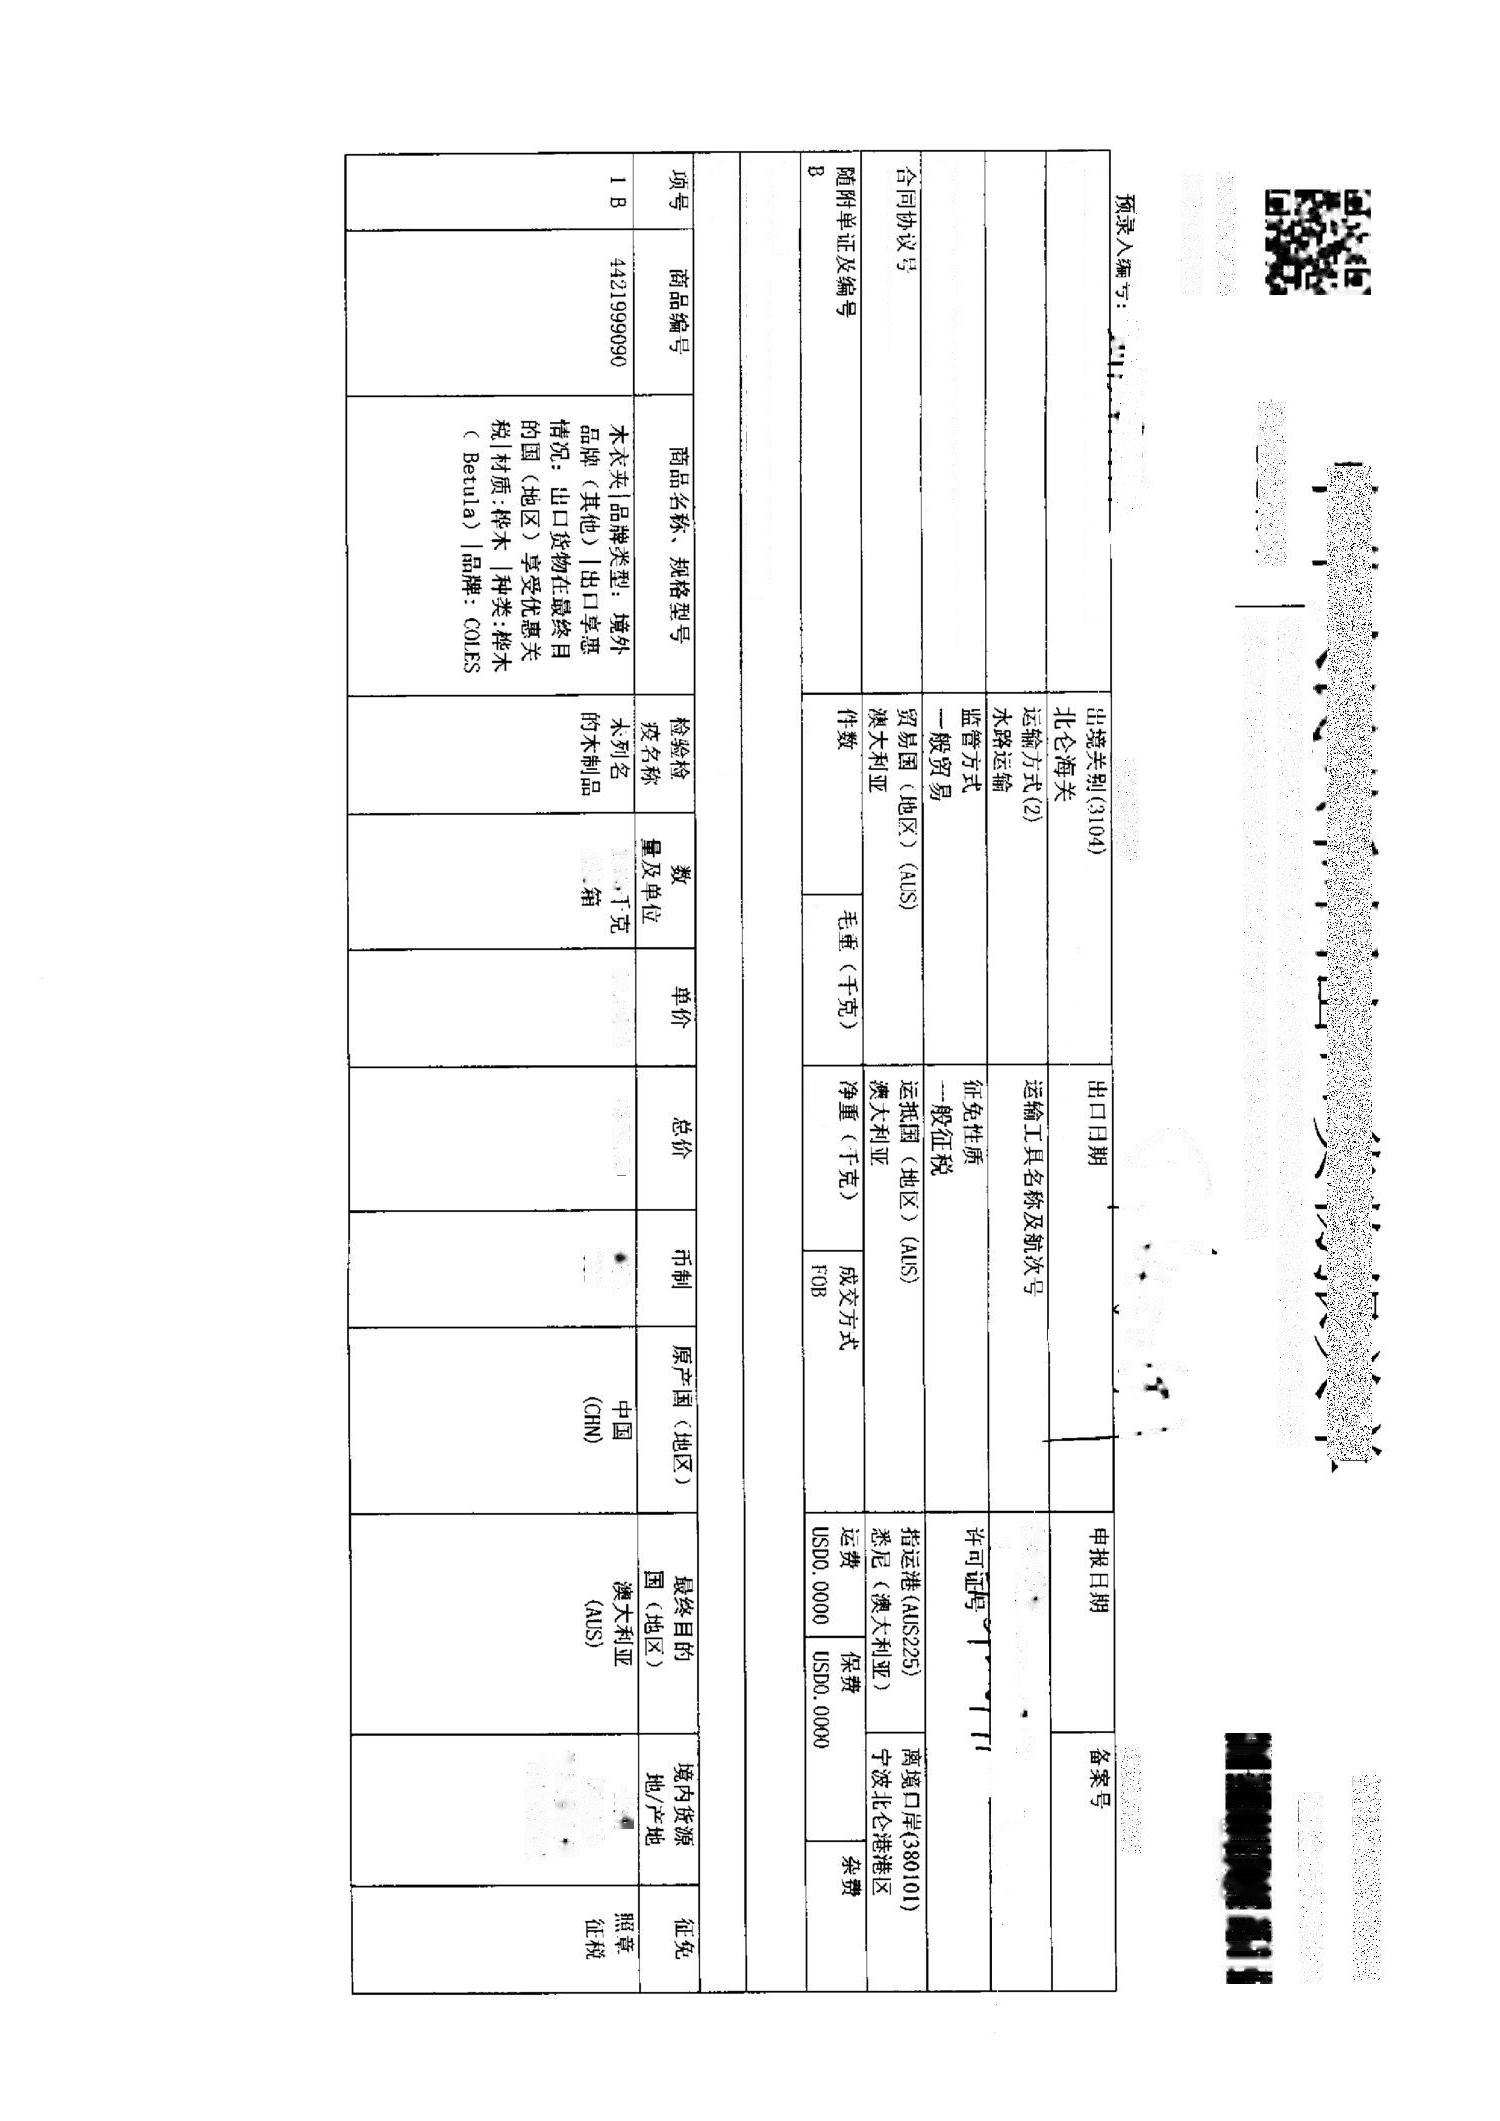 预录入编号：
出境类别(3104)
北仑海关
出口日期
申报日期
备案号
运输方式(2)
水路运输
运输工具名称及航次号
监管方式
一般贸易
征免性质
一般征税
许可证号
合同协议号
贸易国（地区）(AUS)
澳大利亚
运抵国（地区）(AUS)
澳大利亚
指运港(AUS225)
悉尼（澳大利亚）
离境口岸(380101)
宁波北仑港港区
随附单证及编号
B
件数
毛重（千克）
净重（千克）
成交方式
FOB
运费
USD0.0000
保费
USD0.0000
杂费
项号
商品编号
商品名称、规格型号
检验检
疫名称
数
量及单位
单价
总价
币制
原产国（地区）
最终目的
国（地区）
境内货源
地/产地
征免
1 B
4421999090
木衣夹|品牌类型：境外
品牌（其他）|出口享惠
情况：出口货物在最终目
的国（地区）享受优惠关
税|材质:桦木 |种类:桦木
（ Betula）|品牌：COLES
未列名
的木制品
千克
箱
中国
(CHN)
澳大利亚
(AUS)
照章
征税